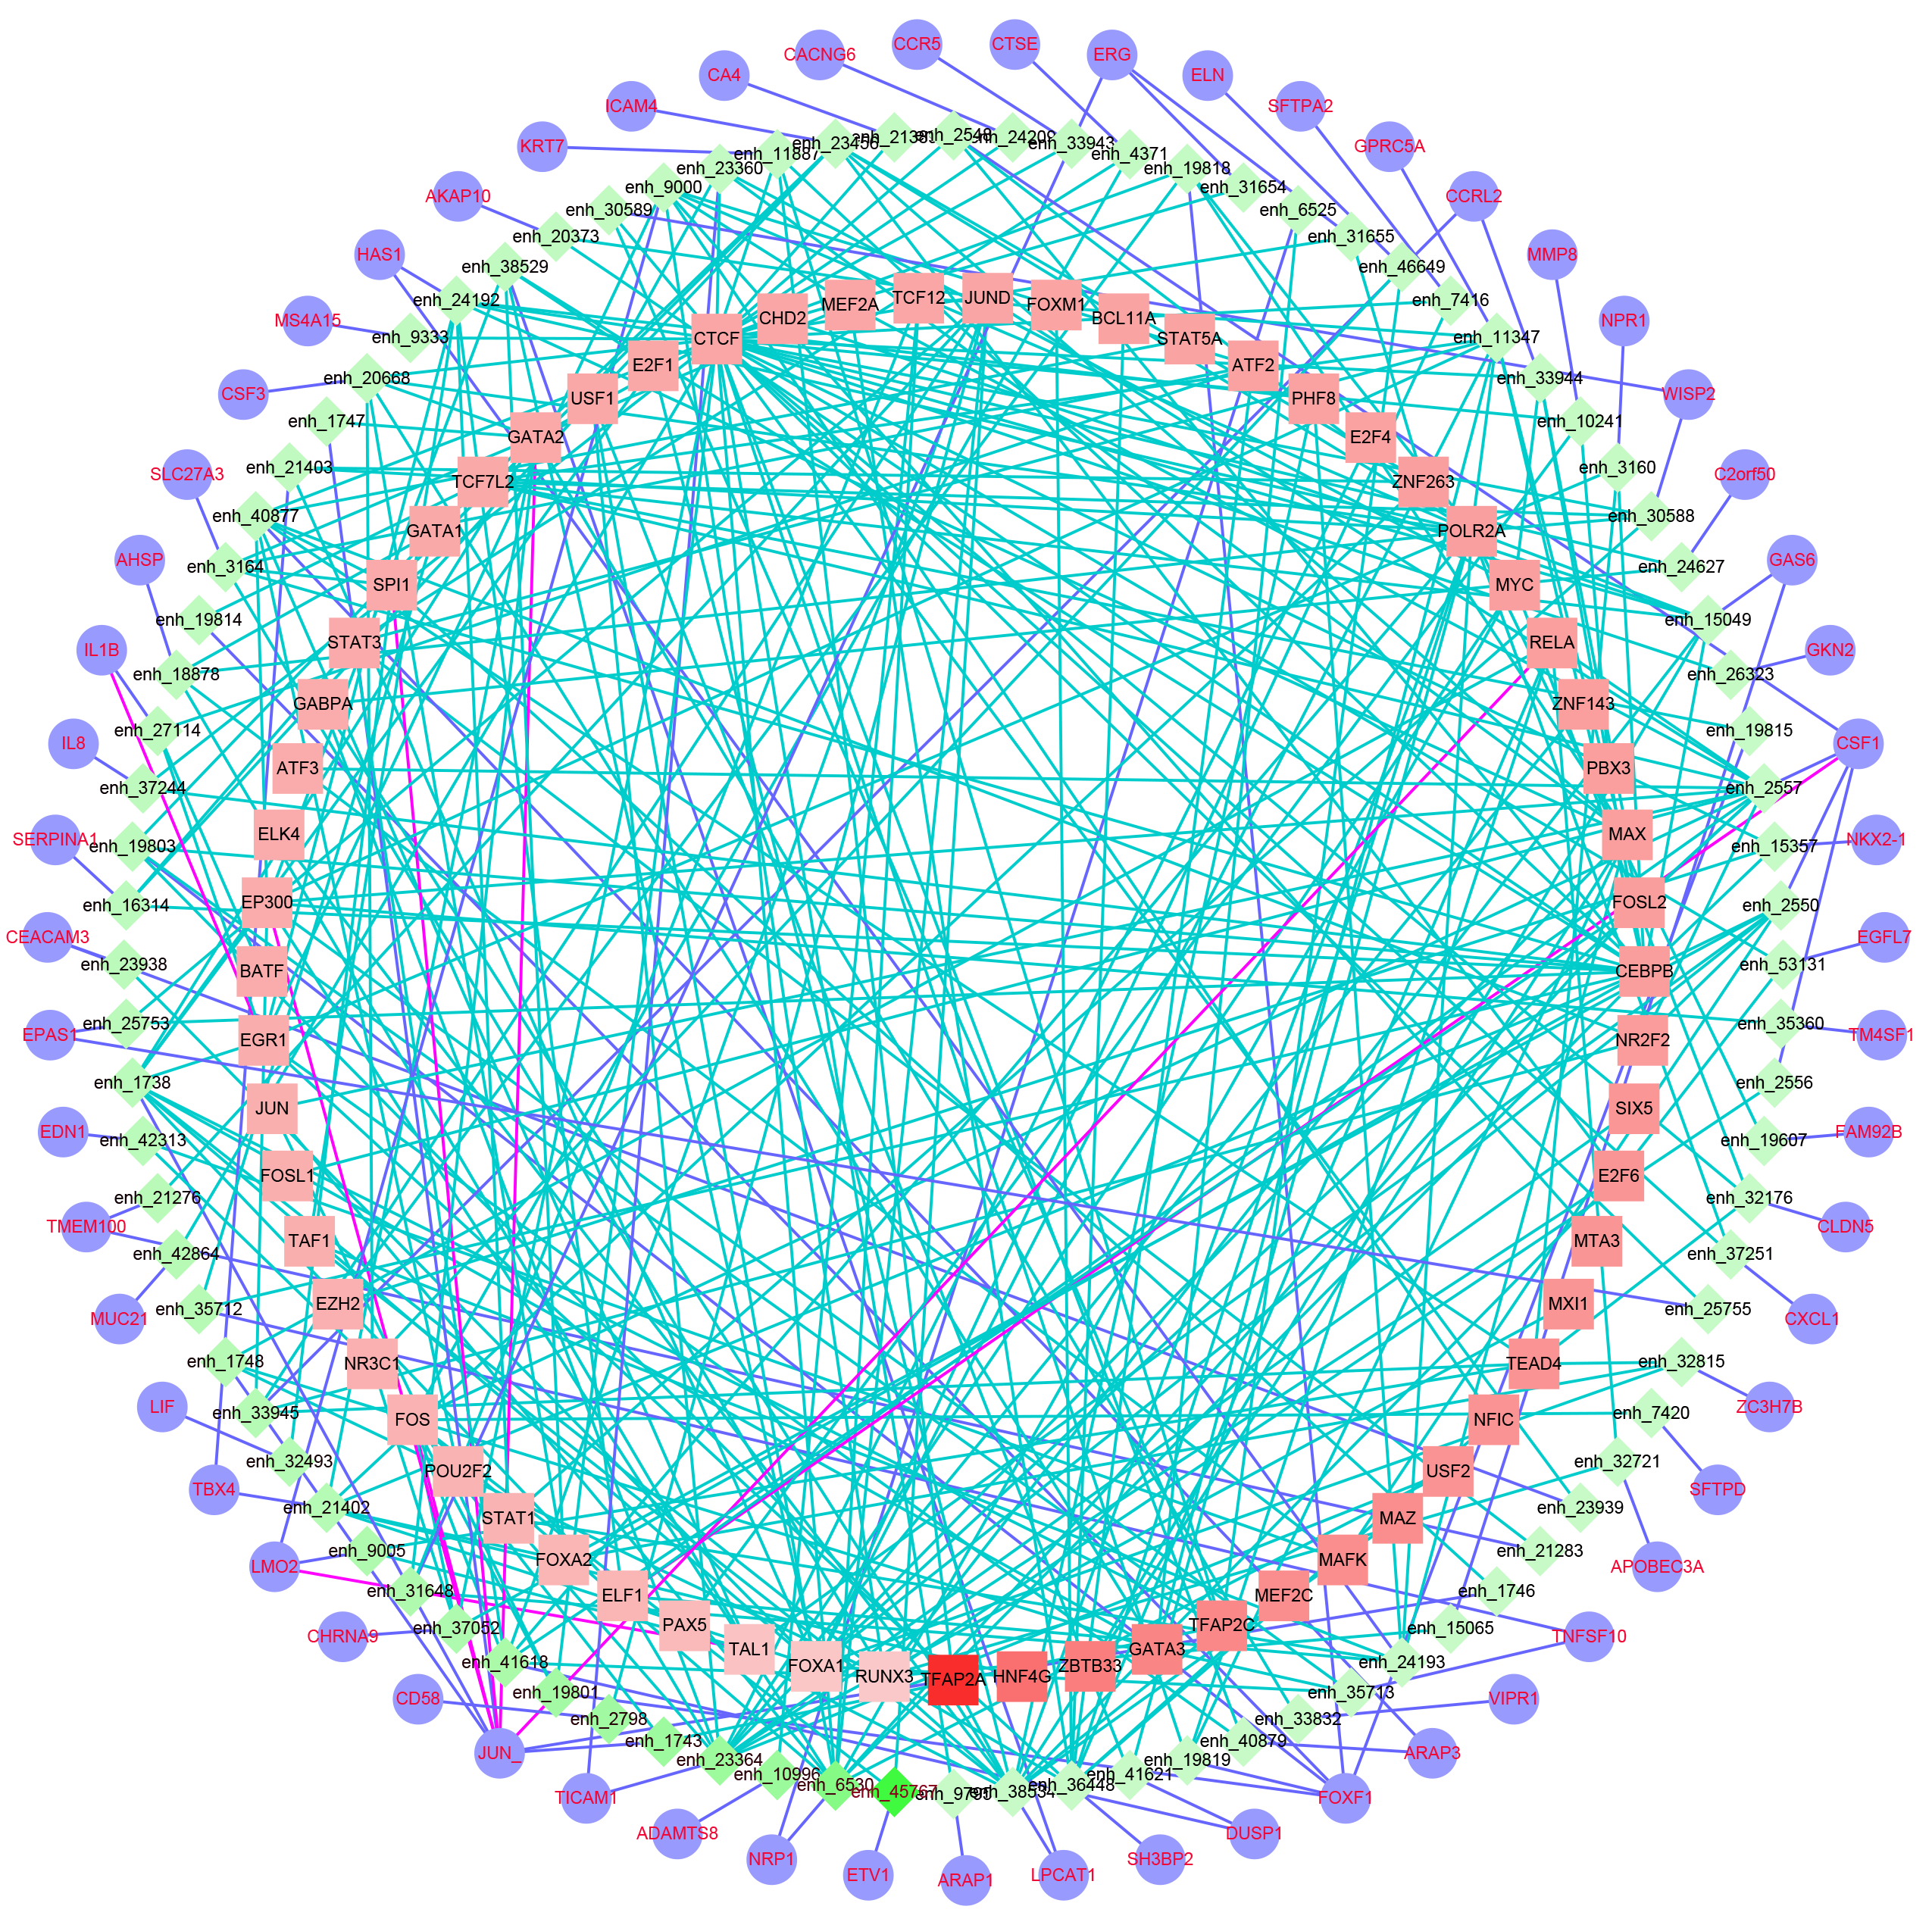 CCR5
CTSE
ERG
CACNG6
CA4
ELN
ICAM4
SFTPA2
KRT7
GPRC5A
AKAP10
CCRL2
HAS1
MMP8
MS4A15
NPR1
CSF3
WISP2
SLC27A3
C2orf50
AHSP
GAS6
IL1B
GKN2
IL8
CSF1
SERPINA1
NKX2-1
CEACAM3
EGFL7
EPAS1
TM4SF1
EDN1
FAM92B
TMEM100
CLDN5
MUC21
CXCL1
LIF
ZC3H7B
TBX4
SFTPD
LMO2
APOBEC3A
CHRNA9
TNFSF10
CD58
VIPR1
JUN_
ARAP3
TICAM1
FOXF1
ADAMTS8
DUSP1
NRP1
SH3BP2
ETV1
ARAP1
LPCAT1
enh_2548
enh_24209
enh_33943
enh_4371
enh_19818
enh_31654
enh_6525
enh_31655
enh_46649
enh_7416
enh_11347
enh_33944
enh_10241
enh_3160
enh_30588
enh_24627
enh_15049
enh_26323
enh_19815
enh_2557
enh_15357
enh_2550
enh_53131
enh_35360
enh_2556
enh_19607
enh_32176
enh_37251
enh_25755
enh_32815
enh_7420
enh_32721
enh_23939
enh_21283
enh_1746
enh_15065
enh_24193
enh_35713
enh_33832
enh_40879
enh_19819
enh_41621
enh_36448
enh_38534
enh_45767
enh_6530
enh_10996
enh_23364
enh_1743
enh_2798
enh_19801
enh_41618
enh_37052
enh_31648
enh_9005
enh_21402
enh_32493
enh_33945
enh_1748
enh_35712
enh_42864
enh_21276
enh_42313
enh_1738
enh_25753
enh_23938
enh_16314
enh_19803
enh_37244
enh_27114
enh_18878
enh_19814
enh_3164
enh_40877
enh_21403
enh_1747
enh_20668
enh_9333
enh_24192
enh_38529
enh_20373
enh_30589
enh_9000
enh_23360
enh_11887
enh_23456
JUND
FOXM1
BCL11A
STAT5A
ATF2
PHF8
E2F4
ZNF263
POLR2A
MYC
RELA
ZNF143
PBX3
MAX
FOSL2
CEBPB
NR2F2
SIX5
E2F6
MTA3
MXI1
TEAD4
NFIC
USF2
MAZ
MAFK
MEF2C
TFAP2C
GATA3
ZBTB33
HNF4G
TFAP2A
RUNX3
FOXA1
TAL1
PAX5
ELF1
FOXA2
STAT1
POU2F2
FOS
NR3C1
EZH2
TAF1
FOSL1
JUN
EGR1
BATF
EP300
ELK4
ATF3
GABPA
STAT3
SPI1
GATA1
TCF7L2
GATA2
USF1
E2F1
CTCF
CHD2
MEF2A
TCF12